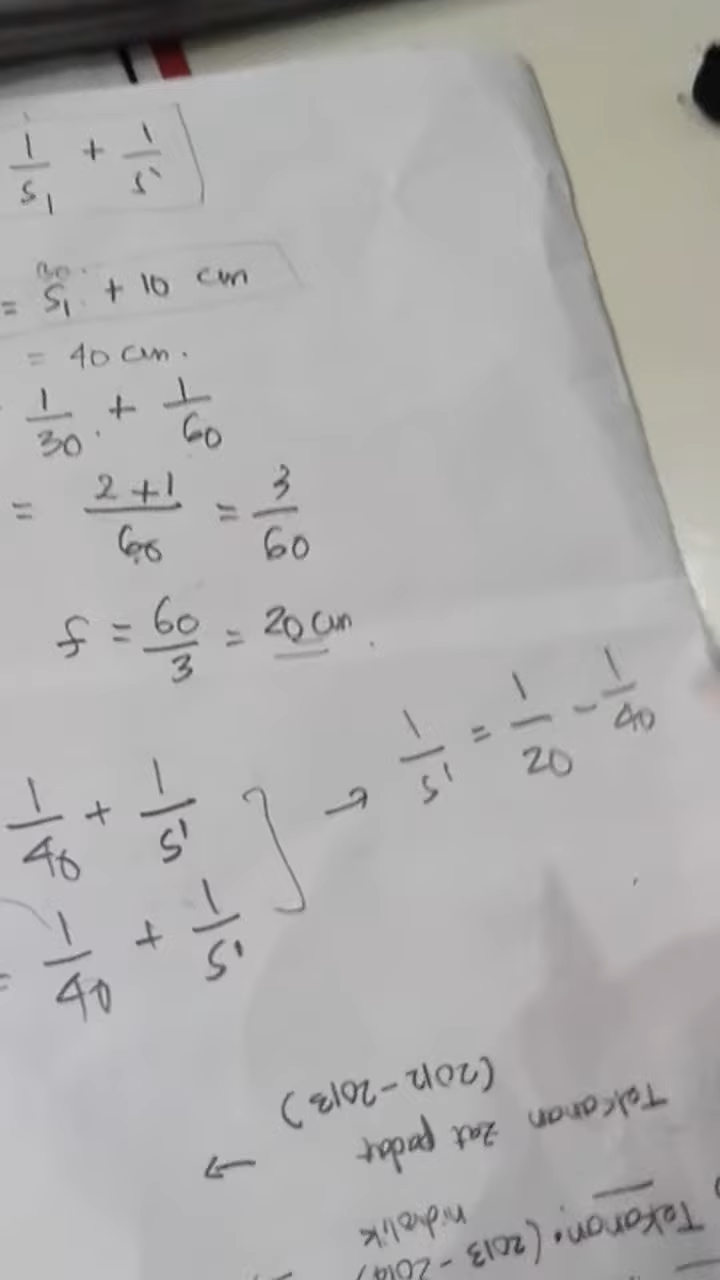 1/s₁ + 1/s'
30.
= s₁ + 10 cm
= 40 cm.
1/30 . + 1/60
= 2+1/60 = 3/60
f = 60/3 = 20 cm.
1/s' = 1/20 - 1/40
1/40 + 1/s' ] →
= 1/40 + 1/s'
Tekanan zat padat ←
(2012-2013)
Tekanan. (2013-201
hidrolik